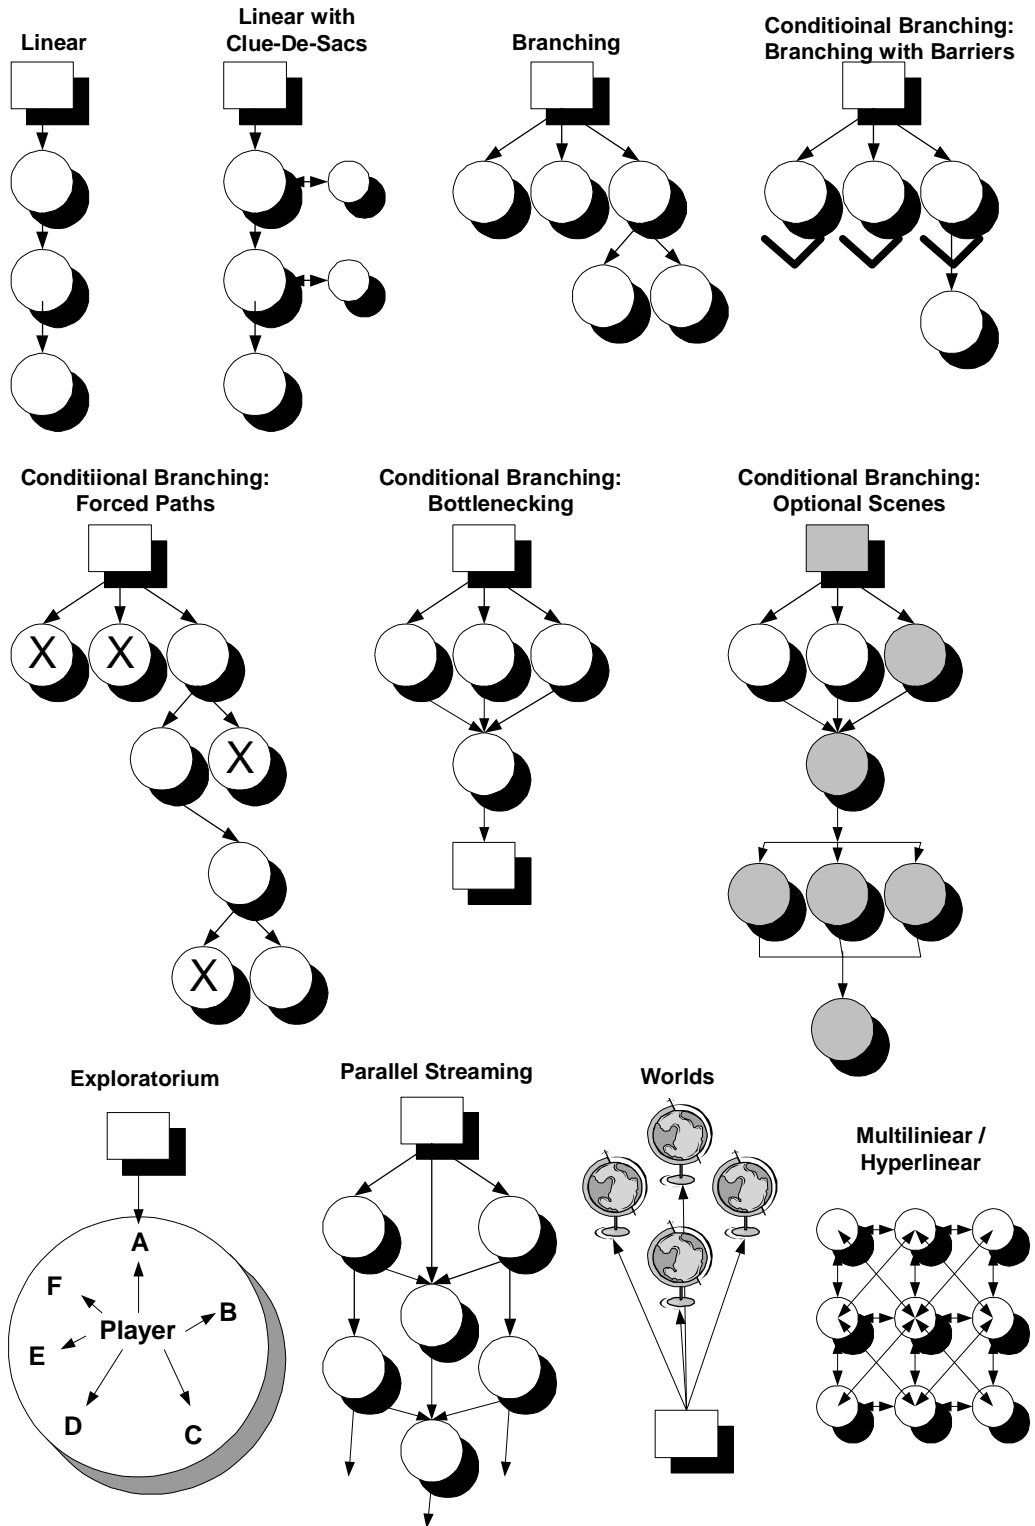 Linear
Linear with
Clue-De-Sacs
Branching
Conditioinal Branching:
Branching with Barriers
Conditiional Branching:
Forced Paths
X
X
X
X
Conditional Branching:
Bottlenecking
Conditional Branching:
Optional Scenes
Exploratorium
A
F
B
Player
E
D
C
Parallel Streaming
Worlds
Multiliniear /
Hyperlinear